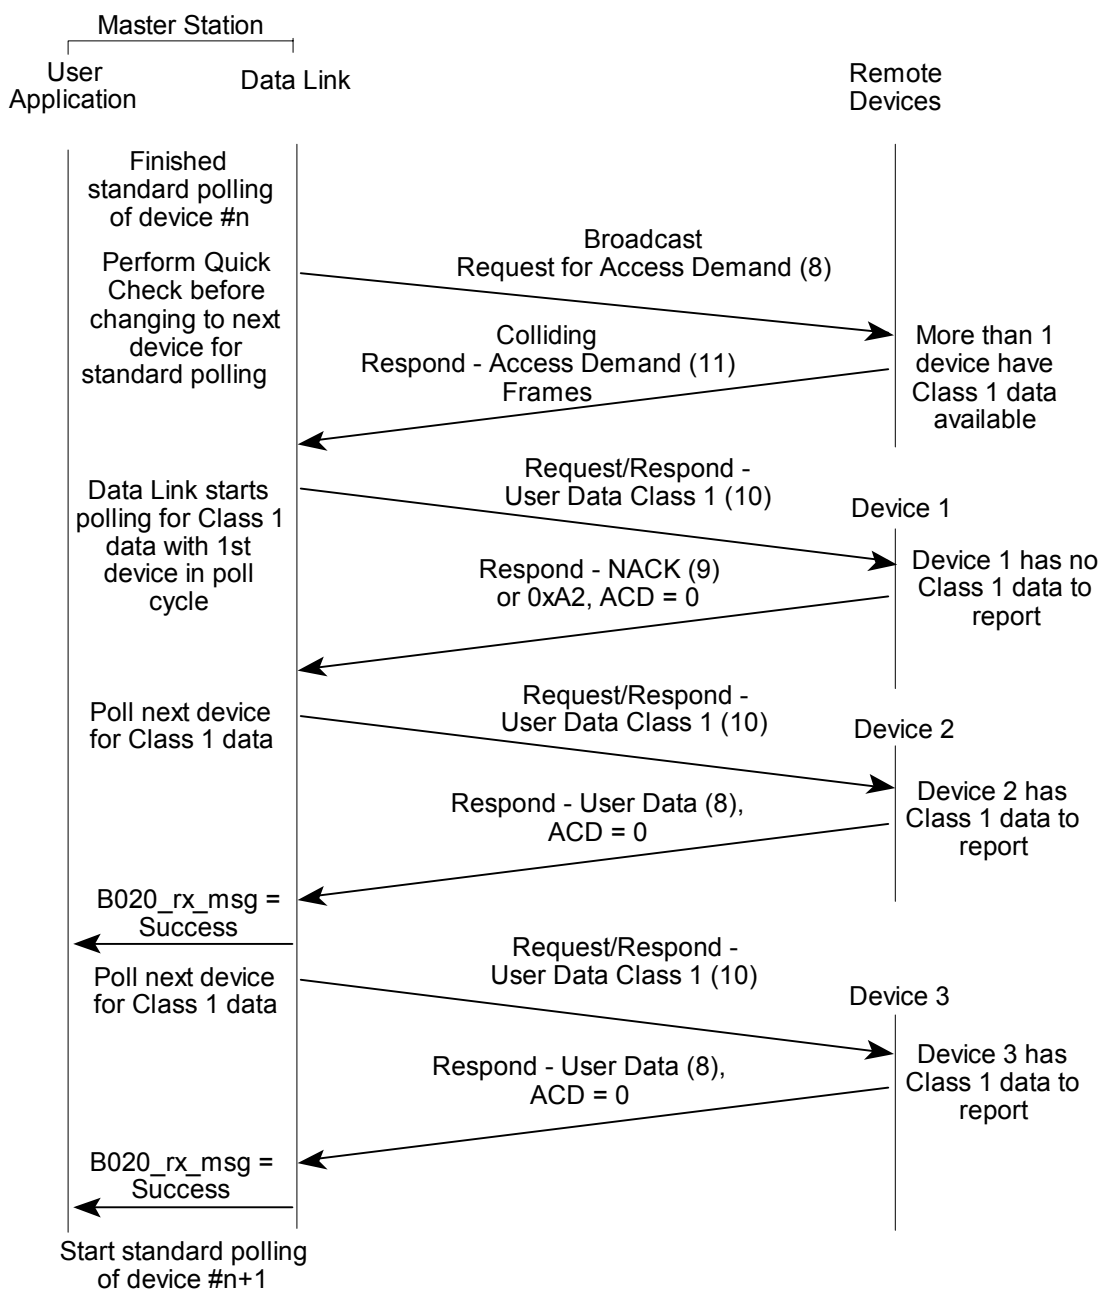 Master Station
User
Application
Data Link
Remote
Devices
Finished
standard polling
of device #n
Broadcast
Request for Access Demand (8)
Perform Quick
Check before
changing to next
device for
standard polling
Colliding
Respond - Access Demand (11)
Frames
More than 1
device have
Class 1 data
available
Request/Respond -
User Data Class 1 (10)
Data Link starts
polling for Class 1
data with 1st
device in poll
cycle
Device 1
Respond - NACK (9)
or 0xA2, ACD = 0
Device 1 has no
Class 1 data to
report
Request/Respond -
User Data Class 1 (10)
Poll next device
for Class 1 data
Device 2
Respond - User Data (8),
ACD = 0
Device 2 has
Class 1 data to
report
B020_rx_msg =
Success
Request/Respond -
User Data Class 1 (10)
Poll next device
for Class 1 data
Device 3
Respond - User Data (8),
ACD = 0
Device 3 has
Class 1 data to
report
B020_rx_msg =
Success
Start standard polling
of device #n+1